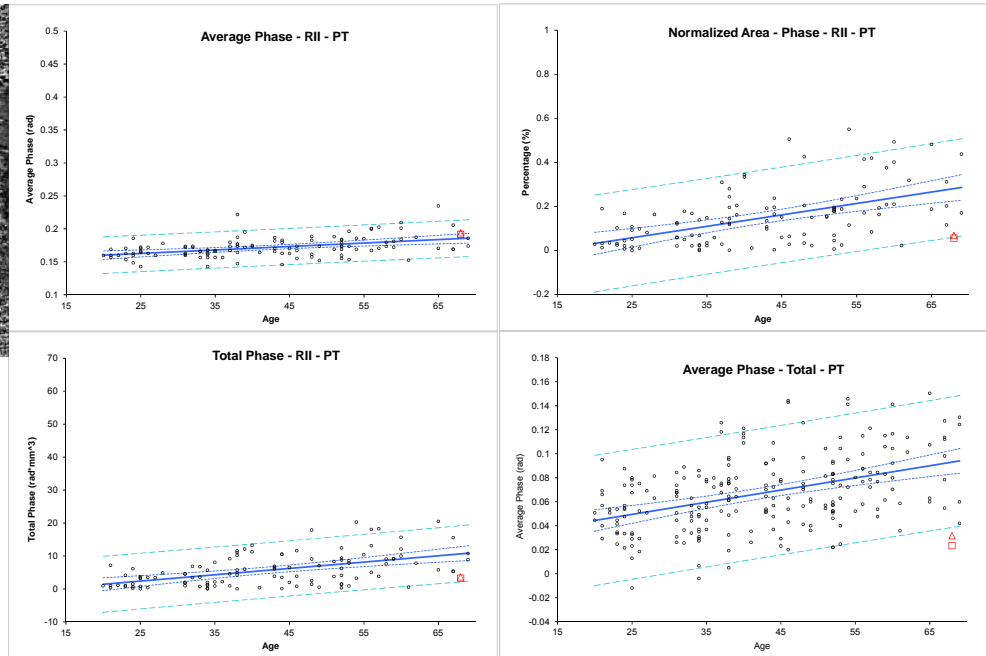 Average Phase - RII - PT
Average Phase (rad)
0.5
0.45
0.4
0.35
0.3
0.25
0.2
0.15
0.1
15 25 35 45 55 65
Age
Normalized Area - Phase - RII - PT
Percentage (%)
1
0.8
0.6
0.4
0.2
0
-0.2
15 25 35 45 55 65
Age
Total Phase - RII - PT
Total Phase (rad*mm^3)
70
60
50
40
30
20
10
0
-10
15 25 35 45 55 65
Age
Average Phase - Total - PT
Average Phase (rad)
0.18
0.16
0.14
0.12
0.1
0.08
0.06
0.04
0.02
0
-0.02
-0.04
15 25 35 45 55 65
Age